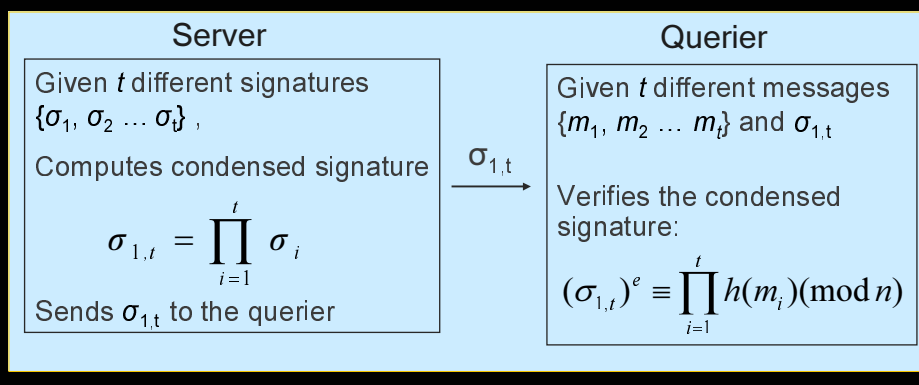 Server
Given t different signatures
{σ1, σ2 … σt} ,
Computes condensed signature
σ1,t = ∏_{i=1}^{t} σi
Sends σ1,t to the querier
σ1,t
Querier
Given t different messages
{m1, m2 … mt} and σ1,t
Verifies the condensed
signature:
(σ1,t)^e ≡ ∏_{i=1}^{t} h(mi)(mod n)